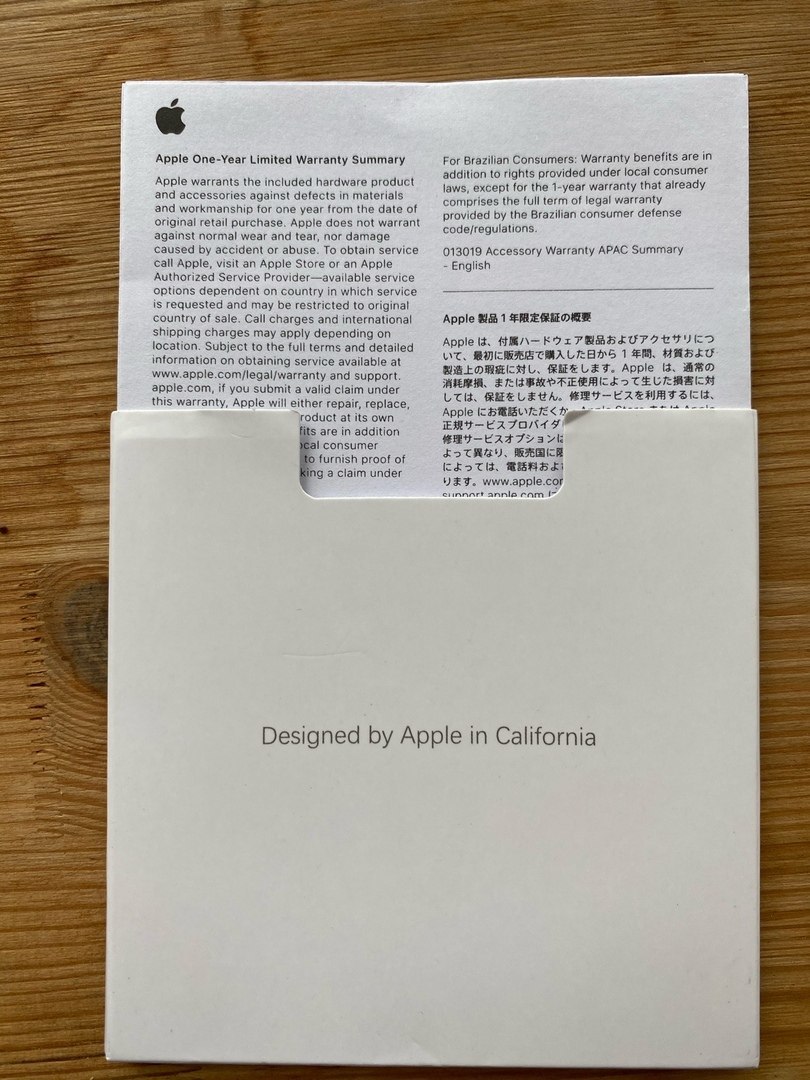 Apple One-Year Limited Warranty Summary
Apple warrants the included hardware product
and accessories against defects in materials
and workmanship for one year from the date of
original retail purchase. Apple does not warrant
against normal wear and tear, nor damage
caused by accident or abuse. To obtain service
call Apple, visit an Apple Store or an Apple
Authorized Service Provider—available service
options dependent on country in which service
is requested and may be restricted to original
country of sale. Call charges and international
shipping charges may apply depending on
location. Subject to the full terms and detailed
information on obtaining service available at
www.apple.com/legal/warranty and support.
apple.com, if you submit a valid claim under
this warranty, Apple will either repair, replace,
roduct at its own
fits are in addition
ocal consumer
to furnish proof of
king a claim under
For Brazilian Consumers: Warranty benefits are in
addition to rights provided under local consumer
laws, except for the 1-year warranty that already
comprises the full term of legal warranty
provided by the Brazilian consumer defense
code/regulations.
013019 Accessory Warranty APAC Summary
- English
Apple 製品 1 年限定保証の概要
Apple は、付属ハードウェア製品およびアクセサリにつ
いて、最初に販売店で購入した日から 1 年間、材質および
製造上の瑕疵に対し、保証をします。Apple は、通常の
消耗摩損、または事故や不正使用によって生じた損害に対
しては、保証をしません。修理サービスを利用するには、
Apple にお電話いただくか、Apple Store または Apple
正規サービスプロバイダ
修理サービスオプションは
よって異なり、販売国に限
によっては、電話料およ
ります。www.apple.co
support.apple.com
Designed by Apple in California